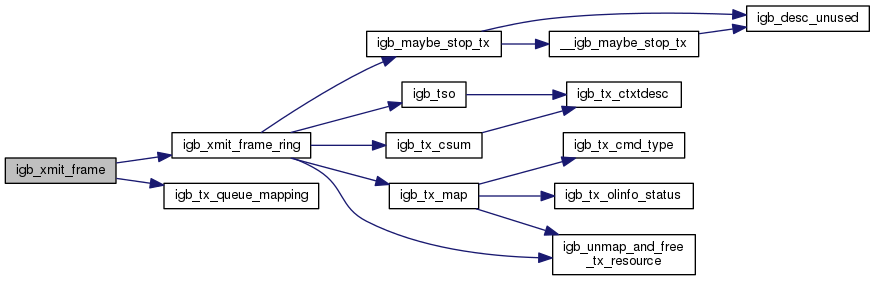 igb_xmit_frame
igb_xmit_frame_ring
igb_tx_queue_mapping
igb_maybe_stop_tx
igb_tso
igb_tx_csum
igb_tx_map
igb_desc_unused
__igb_maybe_stop_tx
igb_tx_ctxtdesc
igb_tx_cmd_type
igb_tx_olinfo_status
igb_unmap_and_free
_tx_resource